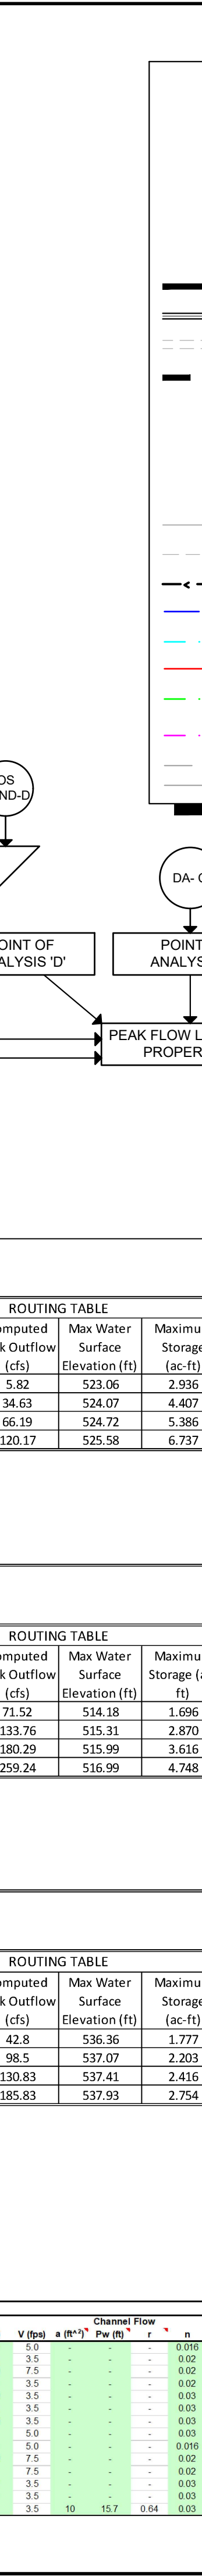 OS
ND-D
DA- C
OINT OF
ALYSIS 'D'
POINT
ANALYS
PEAK FLOW L
PROPER
ROUTING TABLE
omputed Max Water Maximu
k Outflow Surface Storage
(cfs) Elevation (ft) (ac-ft)
5.82 523.06 2.936
34.63 524.07 4.407
66.19 524.72 5.386
120.17 525.58 6.737
ROUTING TABLE
omputed Max Water Maximu
k Outflow Surface Storage (a
(cfs) Elevation (ft) ft)
71.52 514.18 1.696
133.76 515.31 2.870
180.29 515.99 3.616
259.24 516.99 4.748
ROUTING TABLE
omputed Max Water Maximu
k Outflow Surface Storage
(cfs) Elevation (ft) (ac-ft)
42.8 536.36 1.777
98.5 537.07 2.203
130.83 537.41 2.416
185.83 537.93 2.754
Channel Flow
V (fps) a (ft^2) Pw (ft) r n
5.0 - - - 0.016
3.5 - - - 0.02
7.5 - - - 0.02
3.5 - - - 0.02
3.5 - - - 0.03
3.5 - - - 0.03
3.5 - - - 0.03
5.0 - - - 0.03
5.0 - - - 0.016
7.5 - - - 0.02
7.5 - - - 0.02
3.5 - - - 0.03
3.5 - - - 0.03
3.5 10 15.7 0.64 0.03